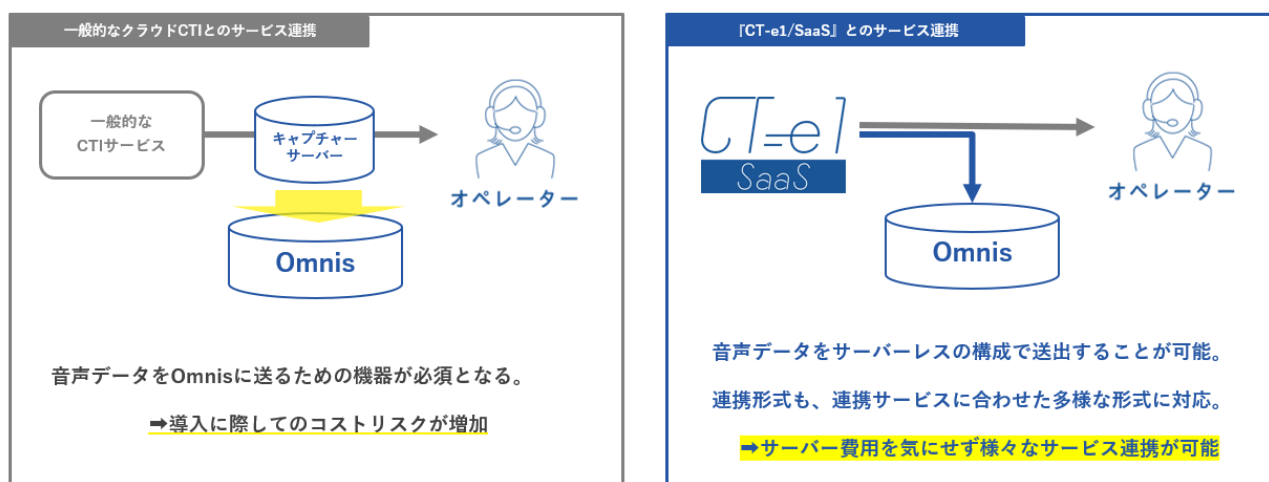 一般的なクラウドCTIとのサービス連携
一般的な
CTIサービス
キャプチャー
サーバー
オペレーター
Omnis
音声データをOmnisに送るための機器が必須となる。
➡導入に際してのコストリスクが増加
『CT-e1/SaaS』とのサービス連携
CT=e1
SaaS
オペレーター
Omnis
音声データをサーバーレスの構成で送出することが可能。
連携形式も、連携サービスに合わせた多様な形式に対応。
➡サーバー費用を気にせず様々なサービス連携が可能